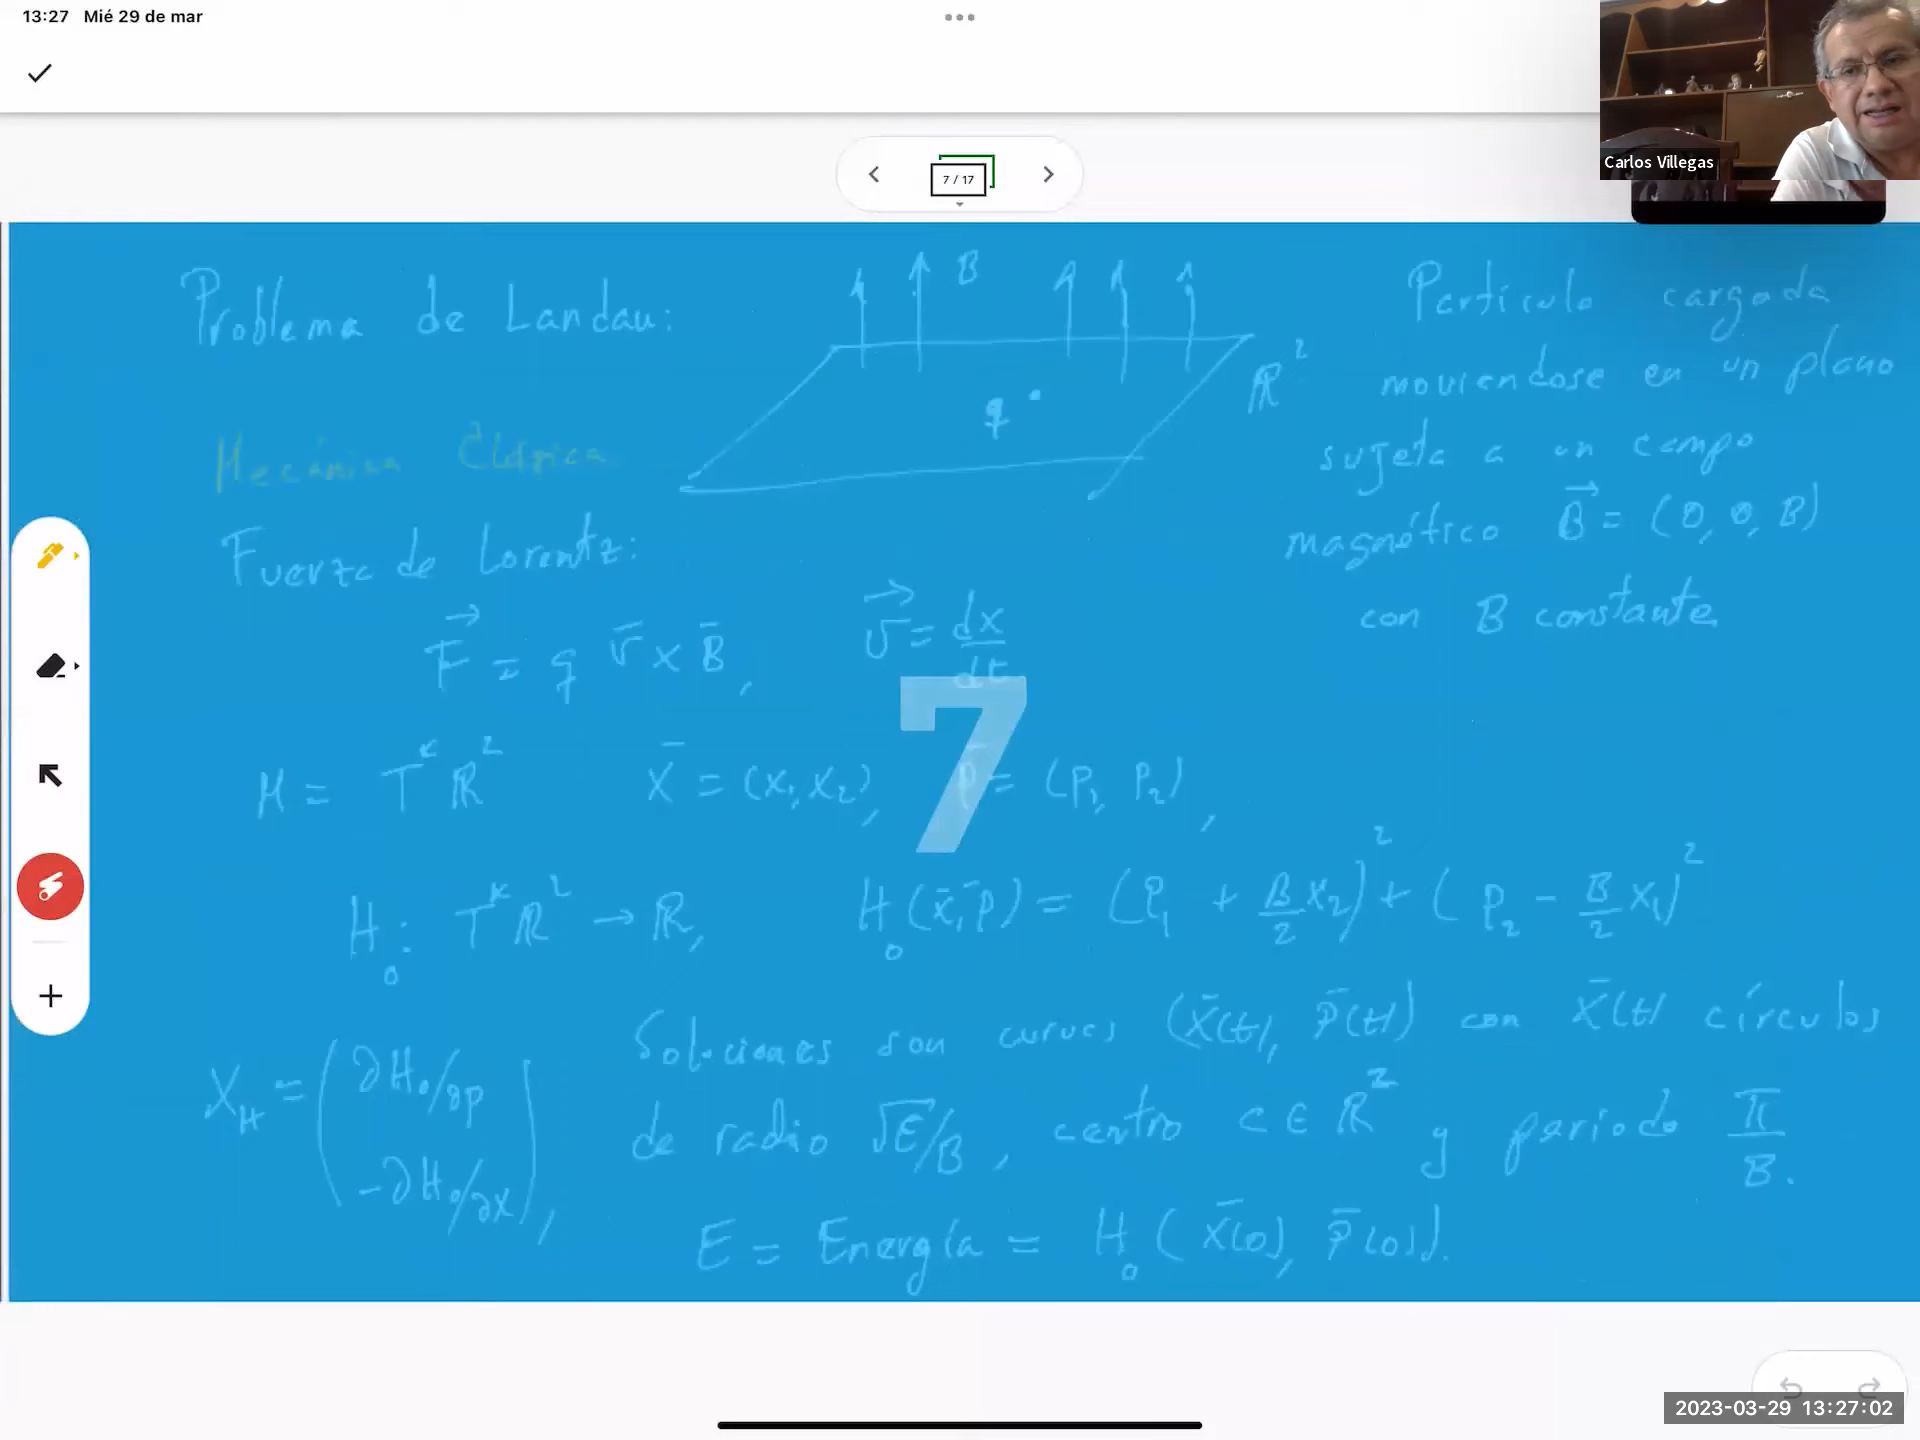 13:27 Mié 29 de mar
Carlos Villegas
7 / 17
Problema de Landau:
B
q
ℝ²
Partícula cargada
moviendose en un plano
sujeta a un campo
magnético B⃗ = (0, 0, B)
con B constante
Mecánica Clásica
Fuerza de Lorentz:
F⃗ = q v̄ × B̄, v⃗ = dx/dt
7
M = T*ℝ² x̄ = (x₁, x₂), p̄ = (p₁, p₂),
H₀: T*ℝ² → ℝ, H₀(x̄, p̄) = (p₁ + B/2 x₂)² + (p₂ - B/2 x₁)²
X_H = (∂H₀/∂p
-∂H₀/∂x),
Soluciones son curvas (x̄(t), p̄(t)) con x̄(t) círculos
de radio √E/B, centro c ∈ ℝ² y periodo π/B.
E = Energía = H₀(x̄(0), p̄(0)).
2023-03-29 13:27:02